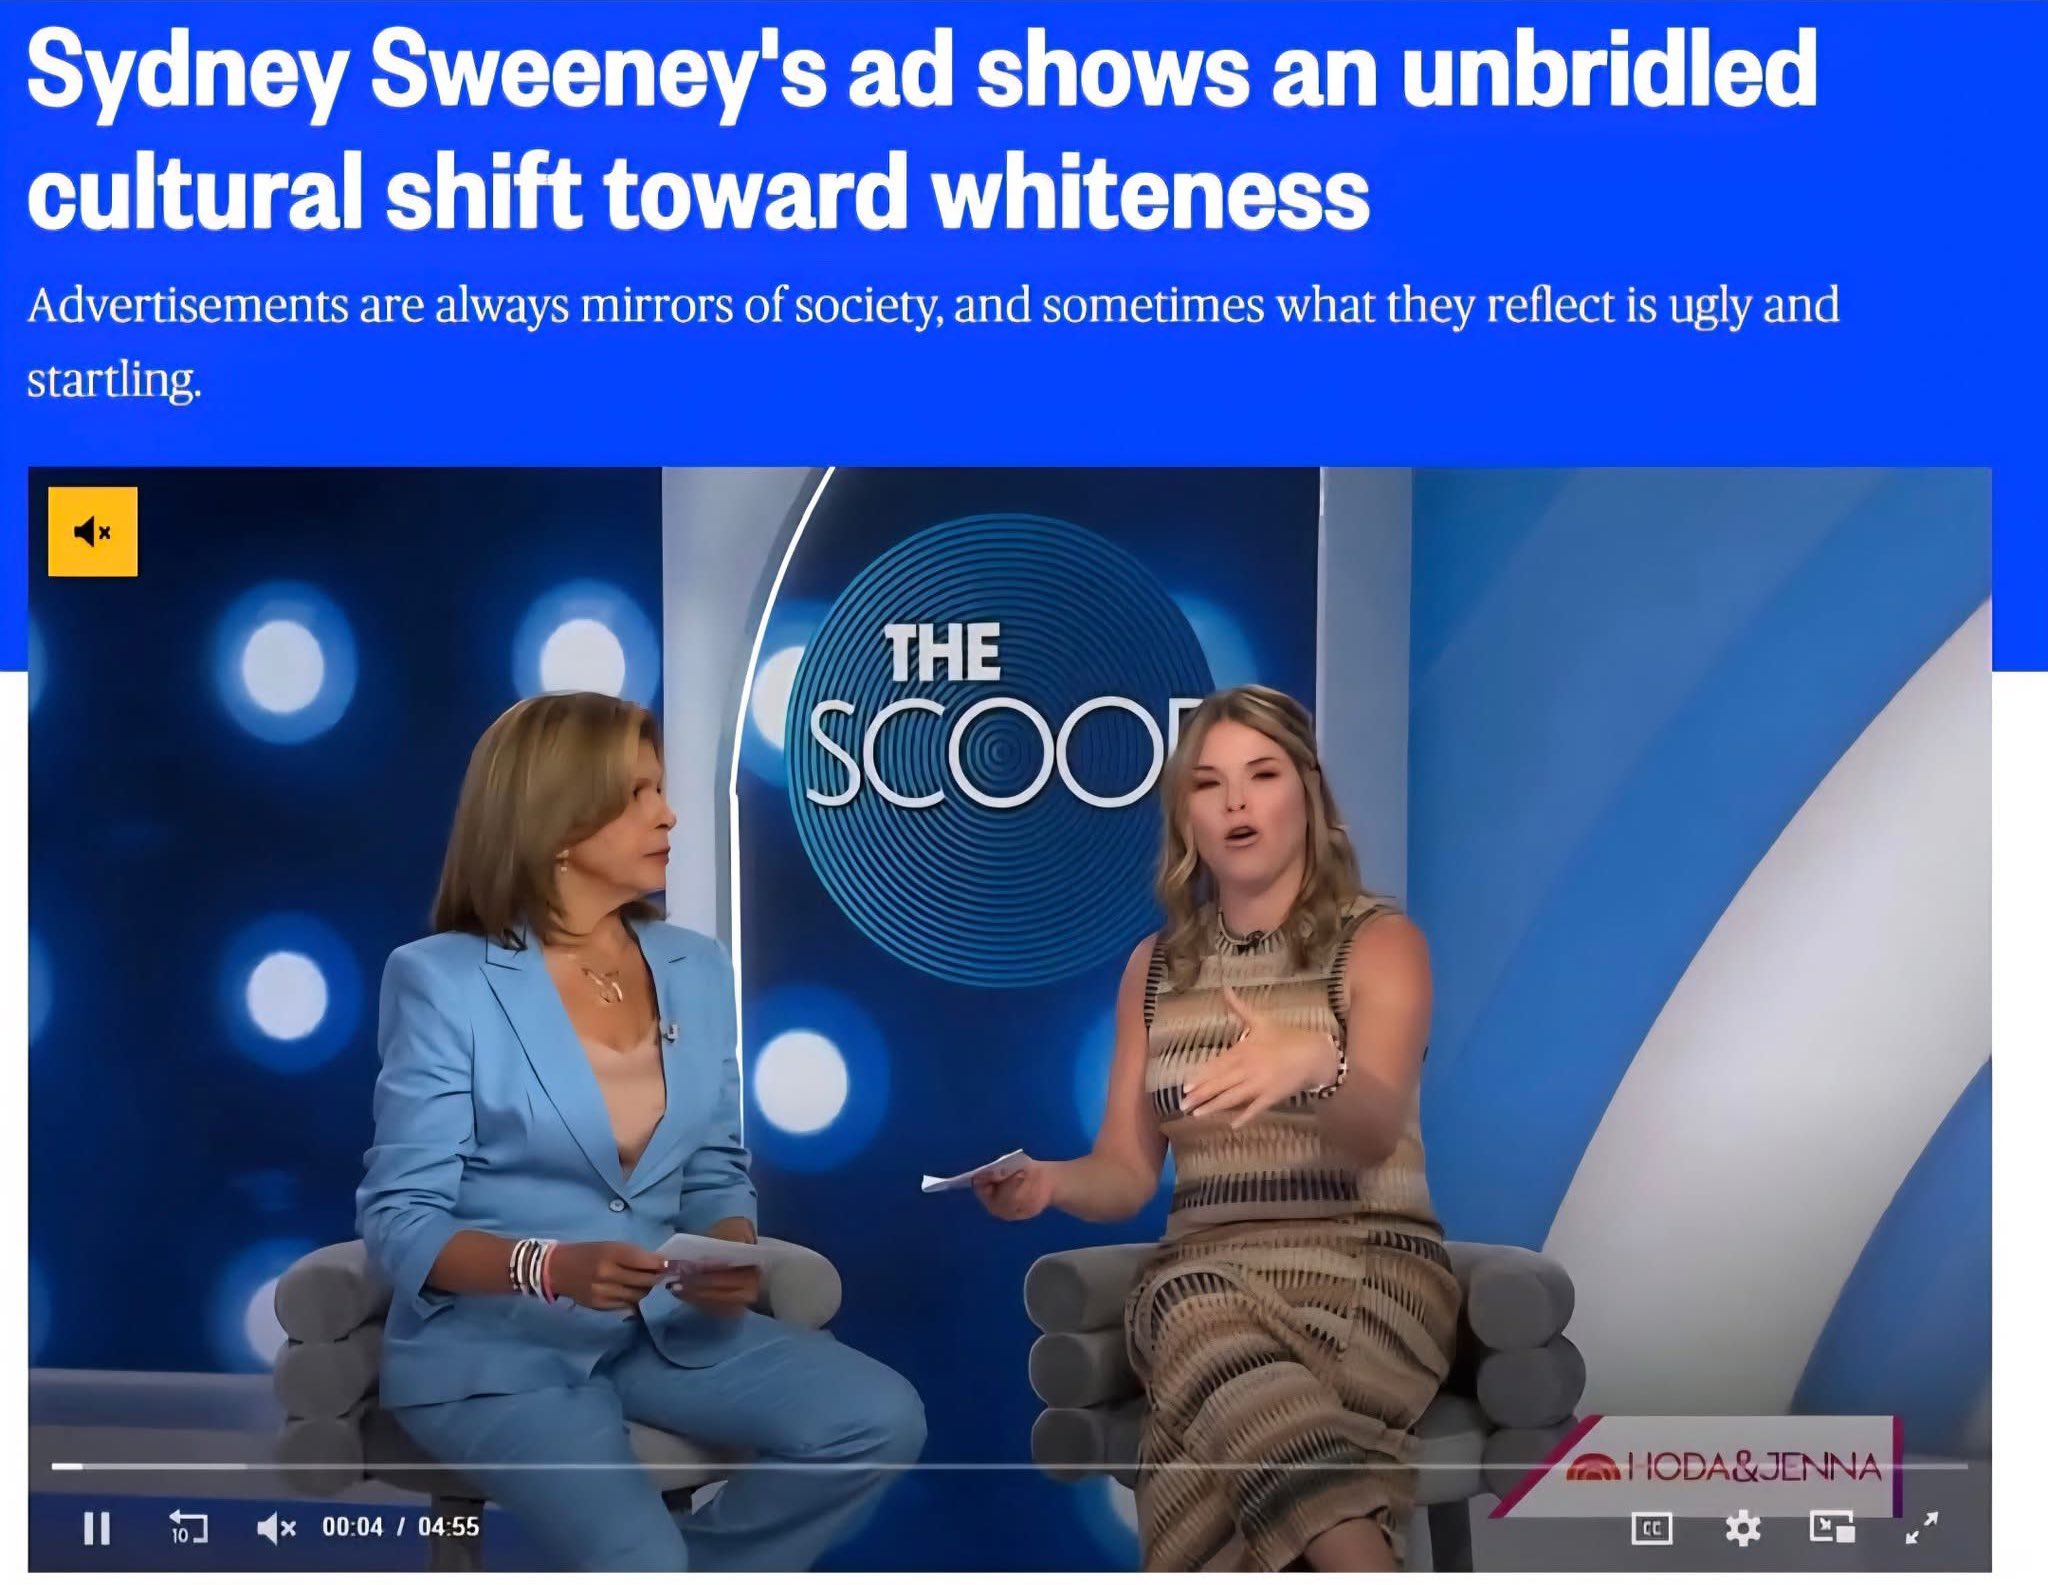 Sydney Sweeney's ad shows an unbridled
cultural shift toward whiteness
Advertisements are always mirrors of society, and sometimes what they reflect is ugly and
startling.
THE
SCOOP
HODA&JENNA
10
00:04 / 04:55
CC